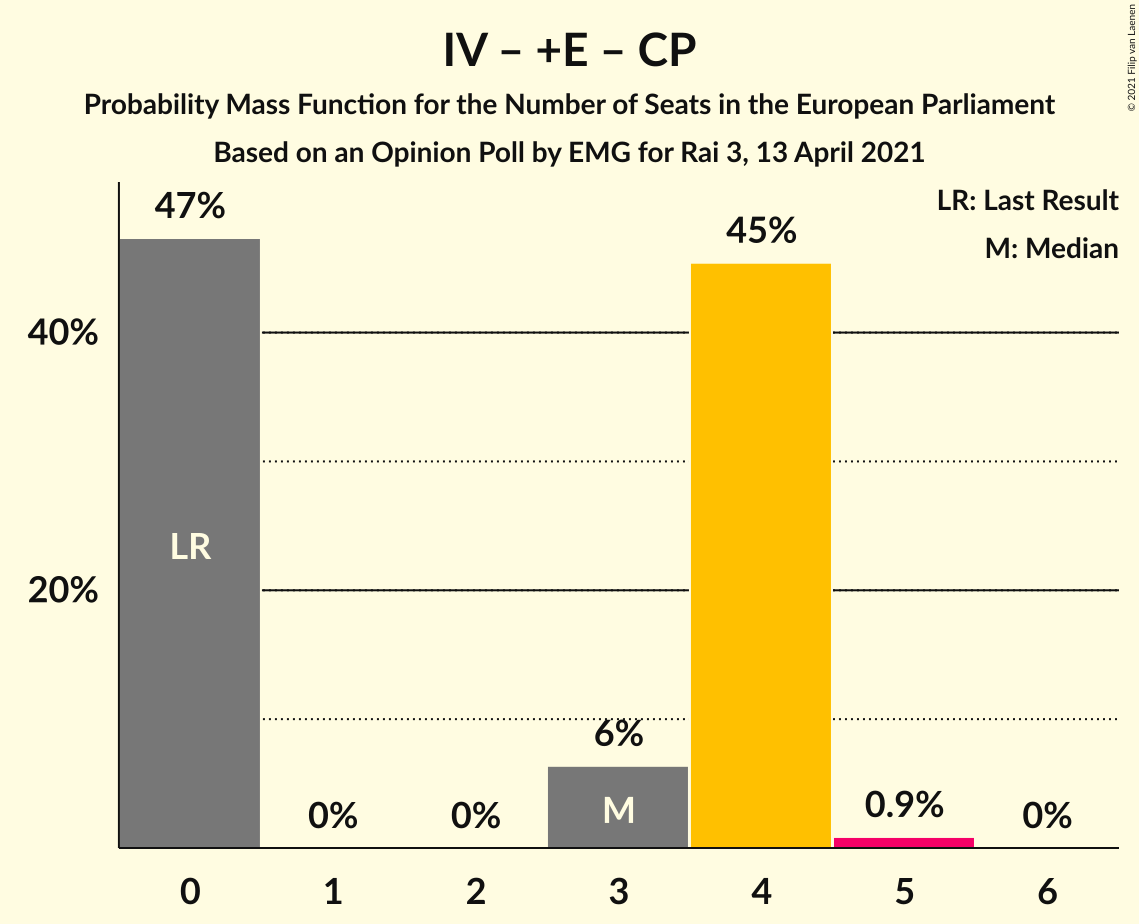 IV – +E – CP
Probability Mass Function for the Number of Seats in the European Parliament
Based on an Opinion Poll by EMG for Rai 3, 13 April 2021
© 2021 Filip van Laenen
LR: Last Result
M: Median
47%
45%
40%
LR
20%
6%
M
0%
0%
0.9%
0%
0 1 2 3 4 5 6